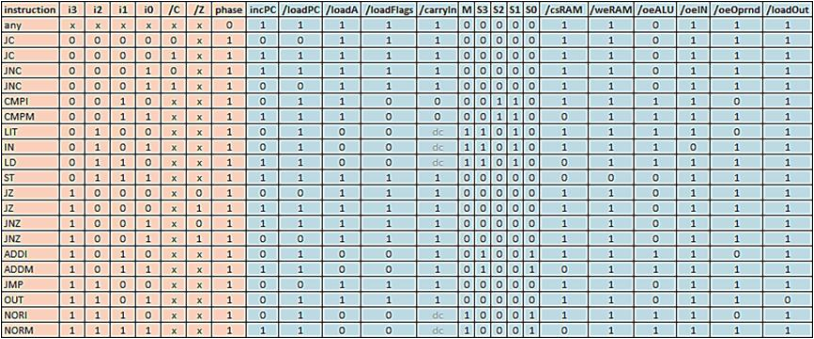 instruction i3 i2 i1 i0 /C /Z phase incPC /loadPC /loadA /loadFlags /carryIn M S3 S2 S1 S0 /csRAM /weRAM /oeALU /oeIN /oeOprnd /loadOut
any x x x x x x 0 1 1 1 1 1 0 0 0 0 0 1 1 0 1 1 1
JC 0 0 0 0 0 x 1 0 0 1 1 1 0 0 0 0 0 1 1 0 1 1 1
JC 0 0 0 0 1 x 1 1 1 1 1 1 0 0 0 0 0 1 1 0 1 1 1
JNC 0 0 0 1 0 x 1 1 1 1 1 1 0 0 0 0 0 1 1 0 1 1 1
JNC 0 0 0 1 1 x 1 0 0 1 1 1 0 0 0 0 0 1 1 0 1 1 1
CMPI 0 0 1 0 x x 1 0 1 1 0 0 0 0 1 1 0 1 1 1 1 0 1
CMPM 0 0 1 1 x x 1 1 1 1 0 0 0 0 1 1 0 0 1 1 1 1 1
LIT 0 1 0 0 x x 1 0 1 0 0 dc 1 1 0 1 0 1 1 1 1 0 1
IN 0 1 0 1 x x 1 0 1 0 0 dc 1 1 0 1 0 1 1 1 0 1 1
LD 0 1 1 0 x x 1 1 1 0 0 dc 1 1 0 1 0 0 1 1 1 1 1
ST 0 1 1 1 x x 1 1 1 1 1 1 0 0 0 0 0 0 0 0 1 1 1
JZ 1 0 0 0 x 0 1 0 0 1 1 1 0 0 0 0 0 1 1 0 1 1 1
JZ 1 0 0 0 x 1 1 1 1 1 1 1 0 0 0 0 0 1 1 0 1 1 1
JNZ 1 0 0 1 x 0 1 1 1 1 1 1 0 0 0 0 0 1 1 0 1 1 1
JNZ 1 0 0 1 x 1 1 0 0 1 1 1 0 0 0 0 0 1 1 0 1 1 1
ADDI 1 0 1 0 x x 1 0 1 0 0 1 0 1 0 0 1 1 1 1 1 0 1
ADDM 1 0 1 1 x x 1 1 1 0 0 1 0 1 0 0 1 0 1 1 1 1 1
JMP 1 1 0 0 x x 1 0 0 1 1 1 0 0 0 0 0 1 1 0 1 1 1
OUT 1 1 0 1 x x 1 0 1 1 1 1 0 0 0 0 0 1 1 0 1 1 0
NORI 1 1 1 0 x x 1 0 1 0 0 dc 1 0 0 0 1 1 1 1 1 0 1
NORM 1 1 1 1 x x 1 1 1 0 0 dc 1 0 0 0 1 0 1 1 1 1 1